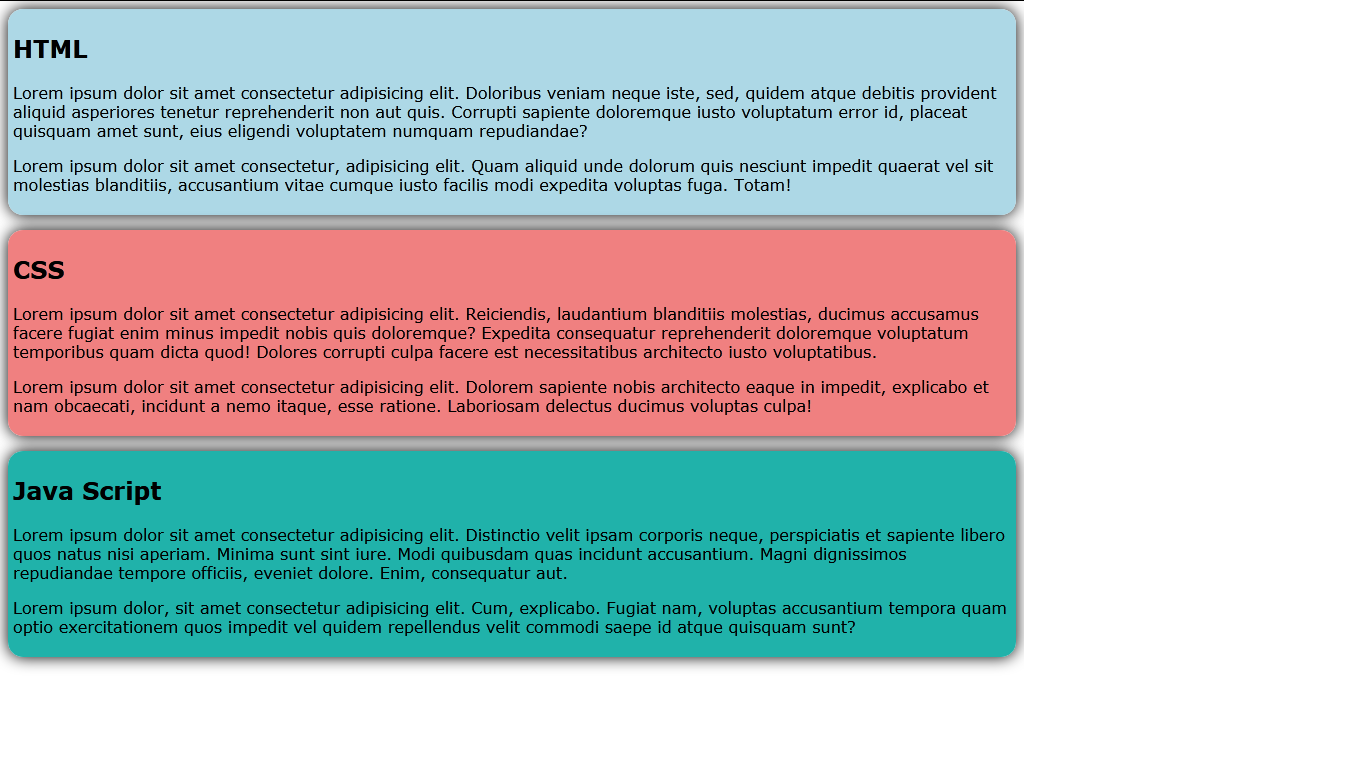 HTML
Lorem ipsum dolor sit amet consectetur adipisicing elit. Doloribus veniam neque iste, sed, quidem atque debitis provident
aliquid asperiores tenetur reprehenderit non aut quis. Corrupti sapiente doloremque iusto voluptatum error id, placeat
quisquam amet sunt, eius eligendi voluptatem numquam repudiandae?
Lorem ipsum dolor sit amet consectetur, adipisicing elit. Quam aliquid unde dolorum quis nesciunt impedit quaerat vel sit
molestias blanditiis, accusantium vitae cumque iusto facilis modi expedita voluptas fuga. Totam!
CSS
Lorem ipsum dolor sit amet consectetur adipisicing elit. Reiciendis, laudantium blanditiis molestias, ducimus accusamus
facere fugiat enim minus impedit nobis quis doloremque? Expedita consequatur reprehenderit doloremque voluptatum
temporibus quam dicta quod! Dolores corrupti culpa facere est necessitatibus architecto iusto voluptatibus.
Lorem ipsum dolor sit amet consectetur adipisicing elit. Dolorem sapiente nobis architecto eaque in impedit, explicabo et
nam obcaecati, incidunt a nemo itaque, esse ratione. Laboriosam delectus ducimus voluptas culpa!
Java Script
Lorem ipsum dolor sit amet consectetur adipisicing elit. Distinctio velit ipsam corporis neque, perspiciatis et sapiente libero
quos natus nisi aperiam. Minima sunt sint iure. Modi quibusdam quas incidunt accusantium. Magni dignissimos
repudiandae tempore officiis, eveniet dolore. Enim, consequatur aut.
Lorem ipsum dolor, sit amet consectetur adipisicing elit. Cum, explicabo. Fugiat nam, voluptas accusantium tempora quam
optio exercitationem quos impedit vel quidem repellendus velit commodi saepe id atque quisquam sunt?